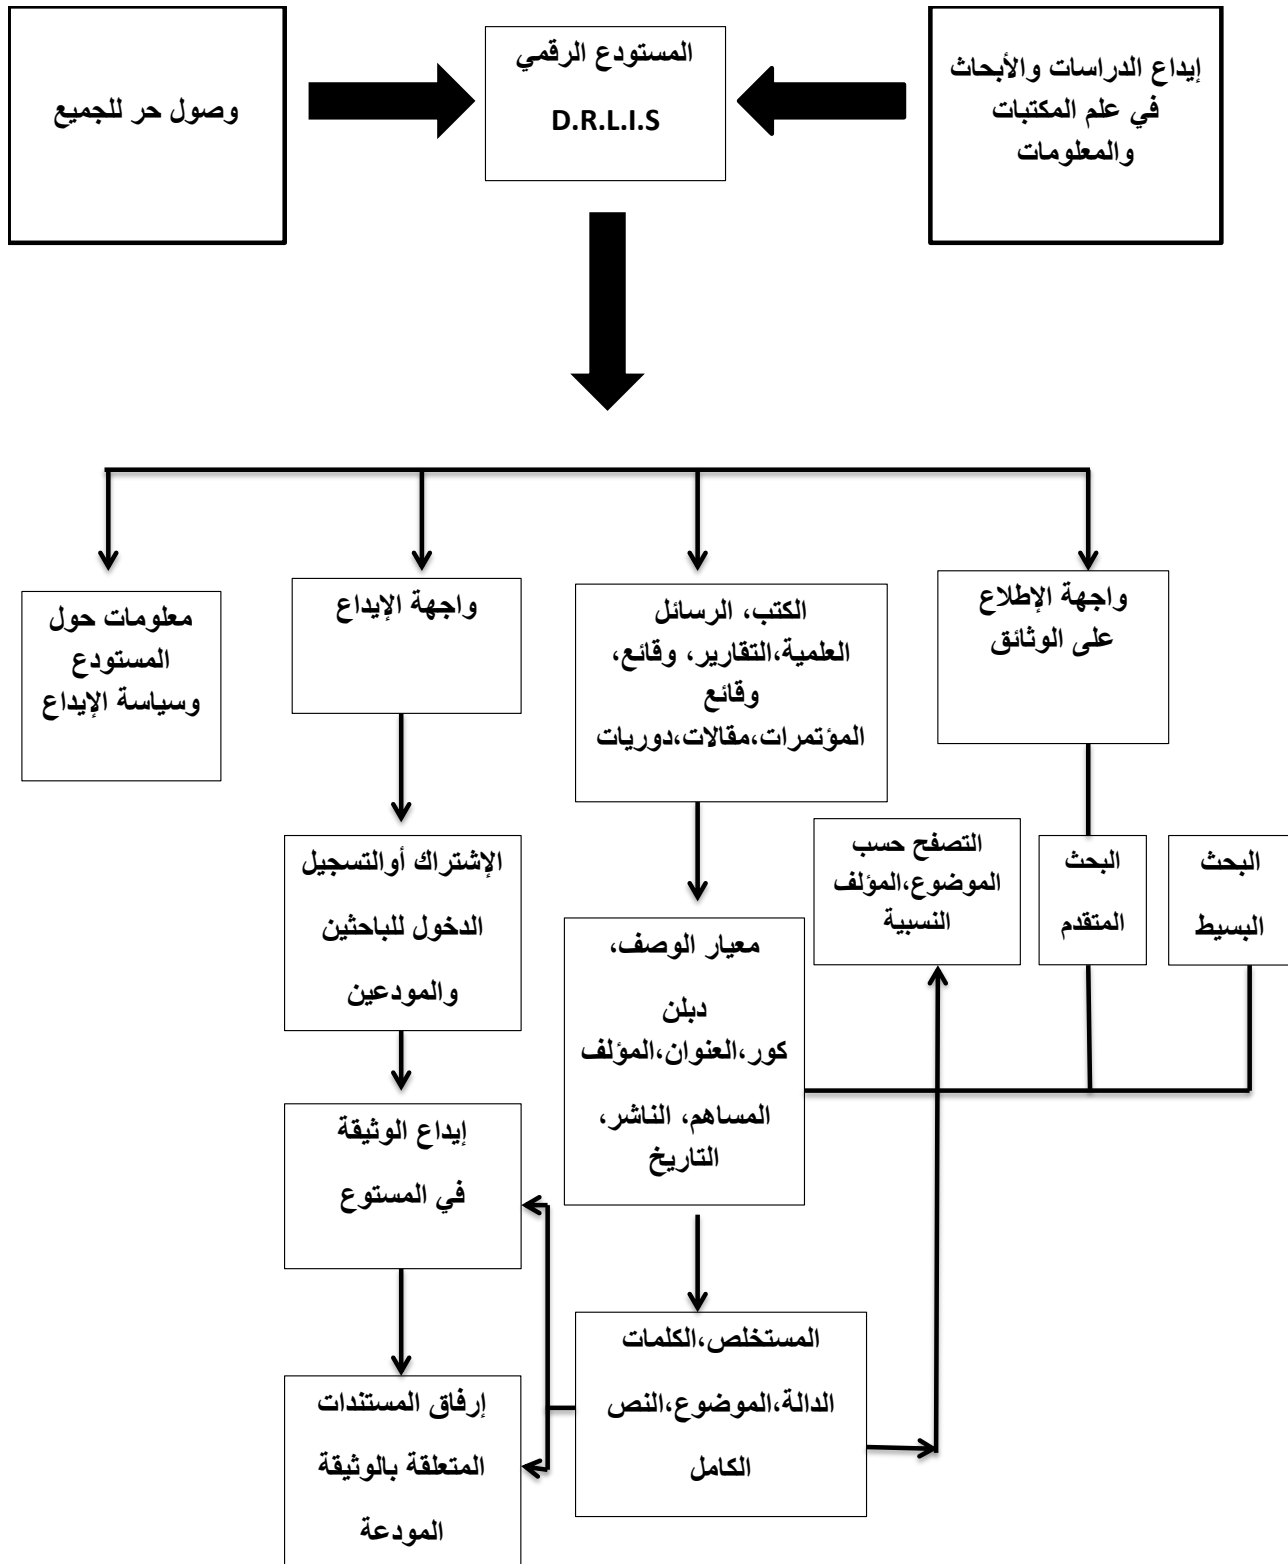 إيداع الدراسات والأبحاث
في علم المكتبات
والمعلومات
المستودع الرقمي
D.R.L.I.S
وصول حر للجميع
واجهة الإطلاع
على الوثائق
الكتب، الرسائل
العلمية،التقارير، وقائع،
وقائع
المؤتمرات،مقالات،دوريات
واجهة الإيداع
معلومات حول
المستودع
وسياسة الإيداع
البحث
البسيط
البحث
المتقدم
التصفح حسب
الموضوع،المؤلف
النسبية
معيار الوصف،
دبلن
كور،العنوان،المؤلف
المساهم، الناشر،
التاريخ
الإشتراك أوالتسجيل
الدخول للباحثين
والمودعين
إيداع الوثيقة
في المستوع
المستخلص،الكلمات
الدالة،الموضوع،النص
الكامل
إرفاق المستندات
المتعلقة بالوثيقة
المودعة